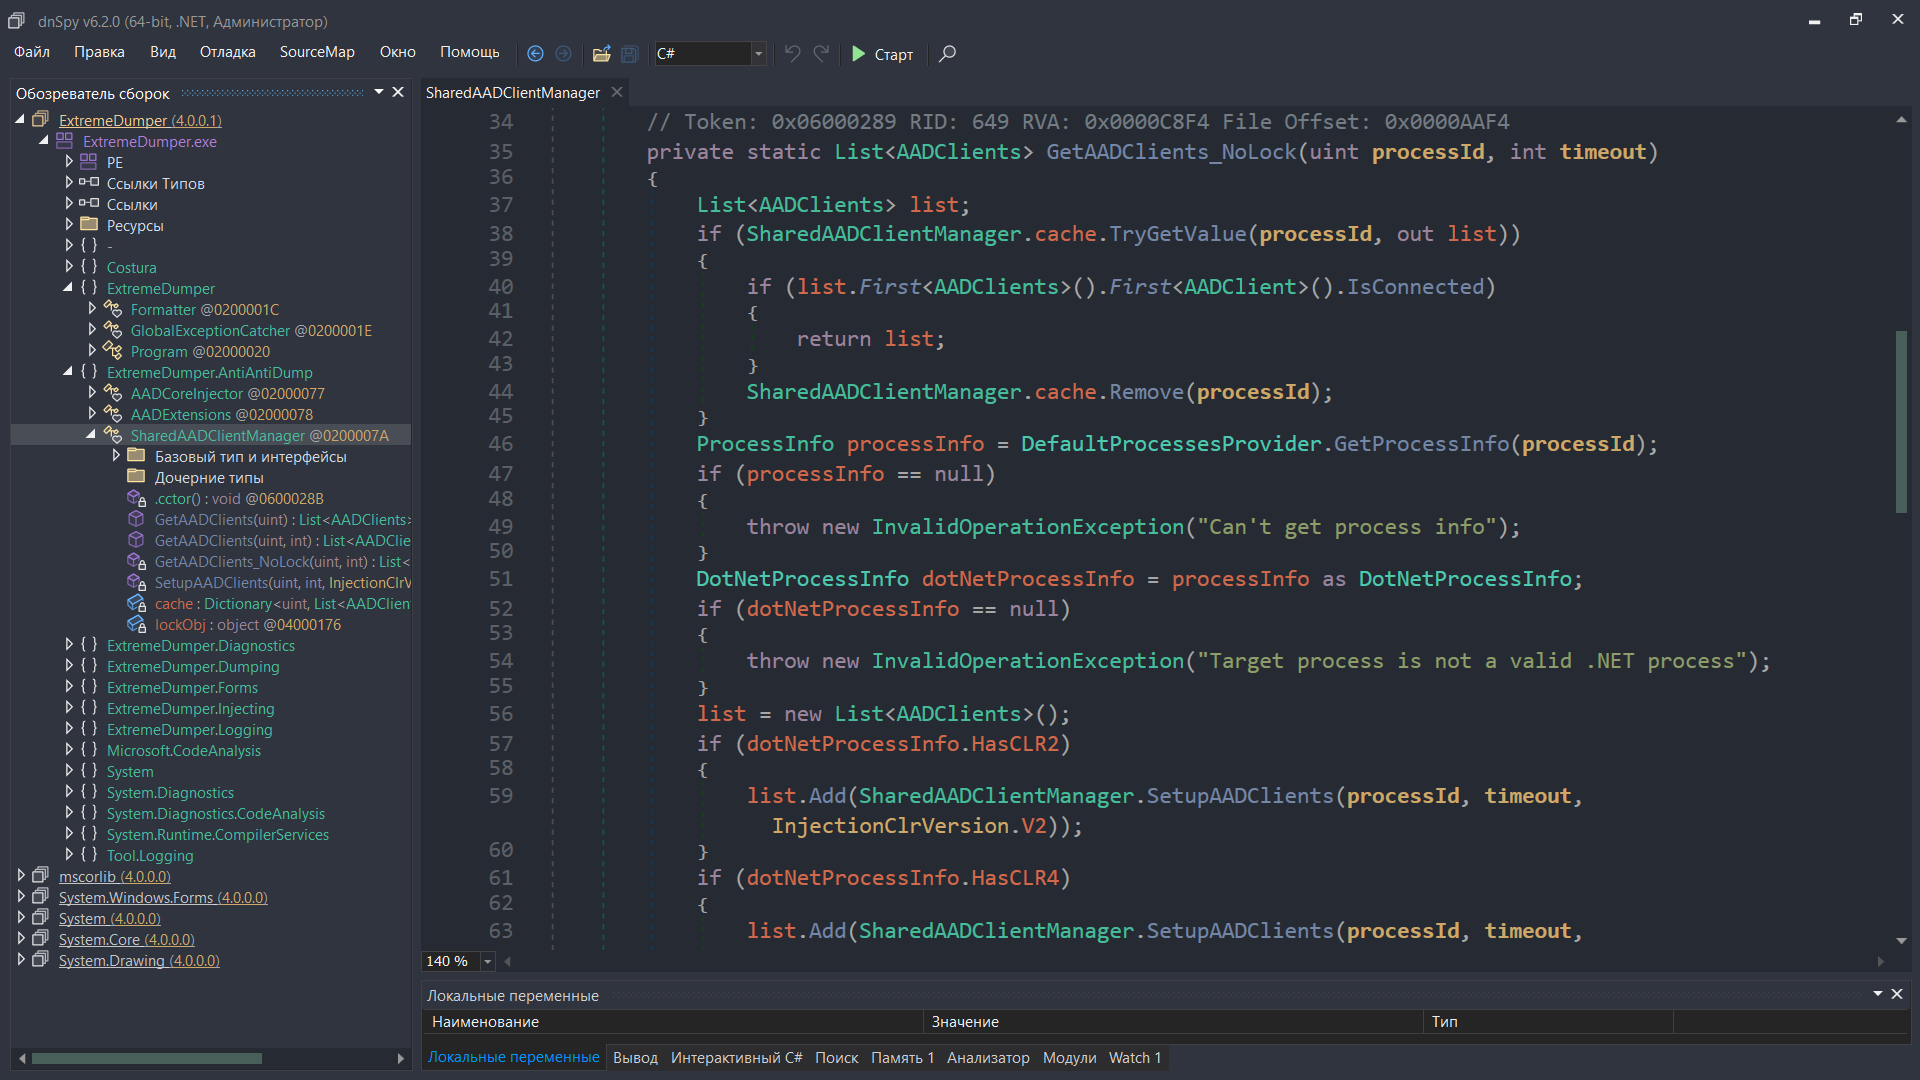 dnSpy v6.2.0 (64-bit, .NET, Администратор)
Файл Правка Вид Отладка SourceMap Окно Помощь C# Старт
Обозреватель сборок
ExtremeDumper (4.0.0.1)
ExtremeDumper.exe
PE
Ссылки Типов
Ссылки
Ресурсы
{ } -
{ } Costura
{ } ExtremeDumper
Formatter @0200001C
GlobalExceptionCatcher @0200001E
Program @02000020
{ } ExtremeDumper.AntiAntiDump
AADCoreInjector @02000077
AADExtensions @02000078
SharedAADClientManager @0200007A
Базовый тип и интерфейсы
Дочерние типы
.cctor() : void @0600028B
GetAADClients(uint) : List<AADClients>
GetAADClients(uint, int) : List<AADClie
GetAADClients_NoLock(uint, int) : List<
SetupAADClients(uint, int, InjectionClrV
cache : Dictionary<uint, List<AADClien
lockObj : object @04000176
{ } ExtremeDumper.Diagnostics
{ } ExtremeDumper.Dumping
{ } ExtremeDumper.Forms
{ } ExtremeDumper.Injecting
{ } ExtremeDumper.Logging
{ } Microsoft.CodeAnalysis
{ } System
{ } System.Diagnostics
{ } System.Diagnostics.CodeAnalysis
{ } System.Runtime.CompilerServices
{ } Tool.Logging
mscorlib (4.0.0.0)
System.Windows.Forms (4.0.0.0)
System (4.0.0.0)
System.Core (4.0.0.0)
System.Drawing (4.0.0.0)
SharedAADClientManager
34 // Token: 0x06000289 RID: 649 RVA: 0x0000C8F4 File Offset: 0x0000AAF4
35 private static List<AADClients> GetAADClients_NoLock(uint processId, int timeout)
36 {
37 List<AADClients> list;
38 if (SharedAADClientManager.cache.TryGetValue(processId, out list))
39 {
40 if (list.First<AADClients>().First<AADClient>().IsConnected)
41 {
42 return list;
43 }
44 SharedAADClientManager.cache.Remove(processId);
45 }
46 ProcessInfo processInfo = DefaultProcessesProvider.GetProcessInfo(processId);
47 if (processInfo == null)
48 {
49 throw new InvalidOperationException("Can't get process info");
50 }
51 DotNetProcessInfo dotNetProcessInfo = processInfo as DotNetProcessInfo;
52 if (dotNetProcessInfo == null)
53 {
54 throw new InvalidOperationException("Target process is not a valid .NET process");
55 }
56 list = new List<AADClients>();
57 if (dotNetProcessInfo.HasCLR2)
58 {
59 list.Add(SharedAADClientManager.SetupAADClients(processId, timeout,
InjectionClrVersion.V2));
60 }
61 if (dotNetProcessInfo.HasCLR4)
62 {
63 list.Add(SharedAADClientManager.SetupAADClients(processId, timeout,
140 %
Локальные переменные
Наименование Значение Тип
Локальные переменные Вывод Интерактивный C# Поиск Память 1 Анализатор Модули Watch 1